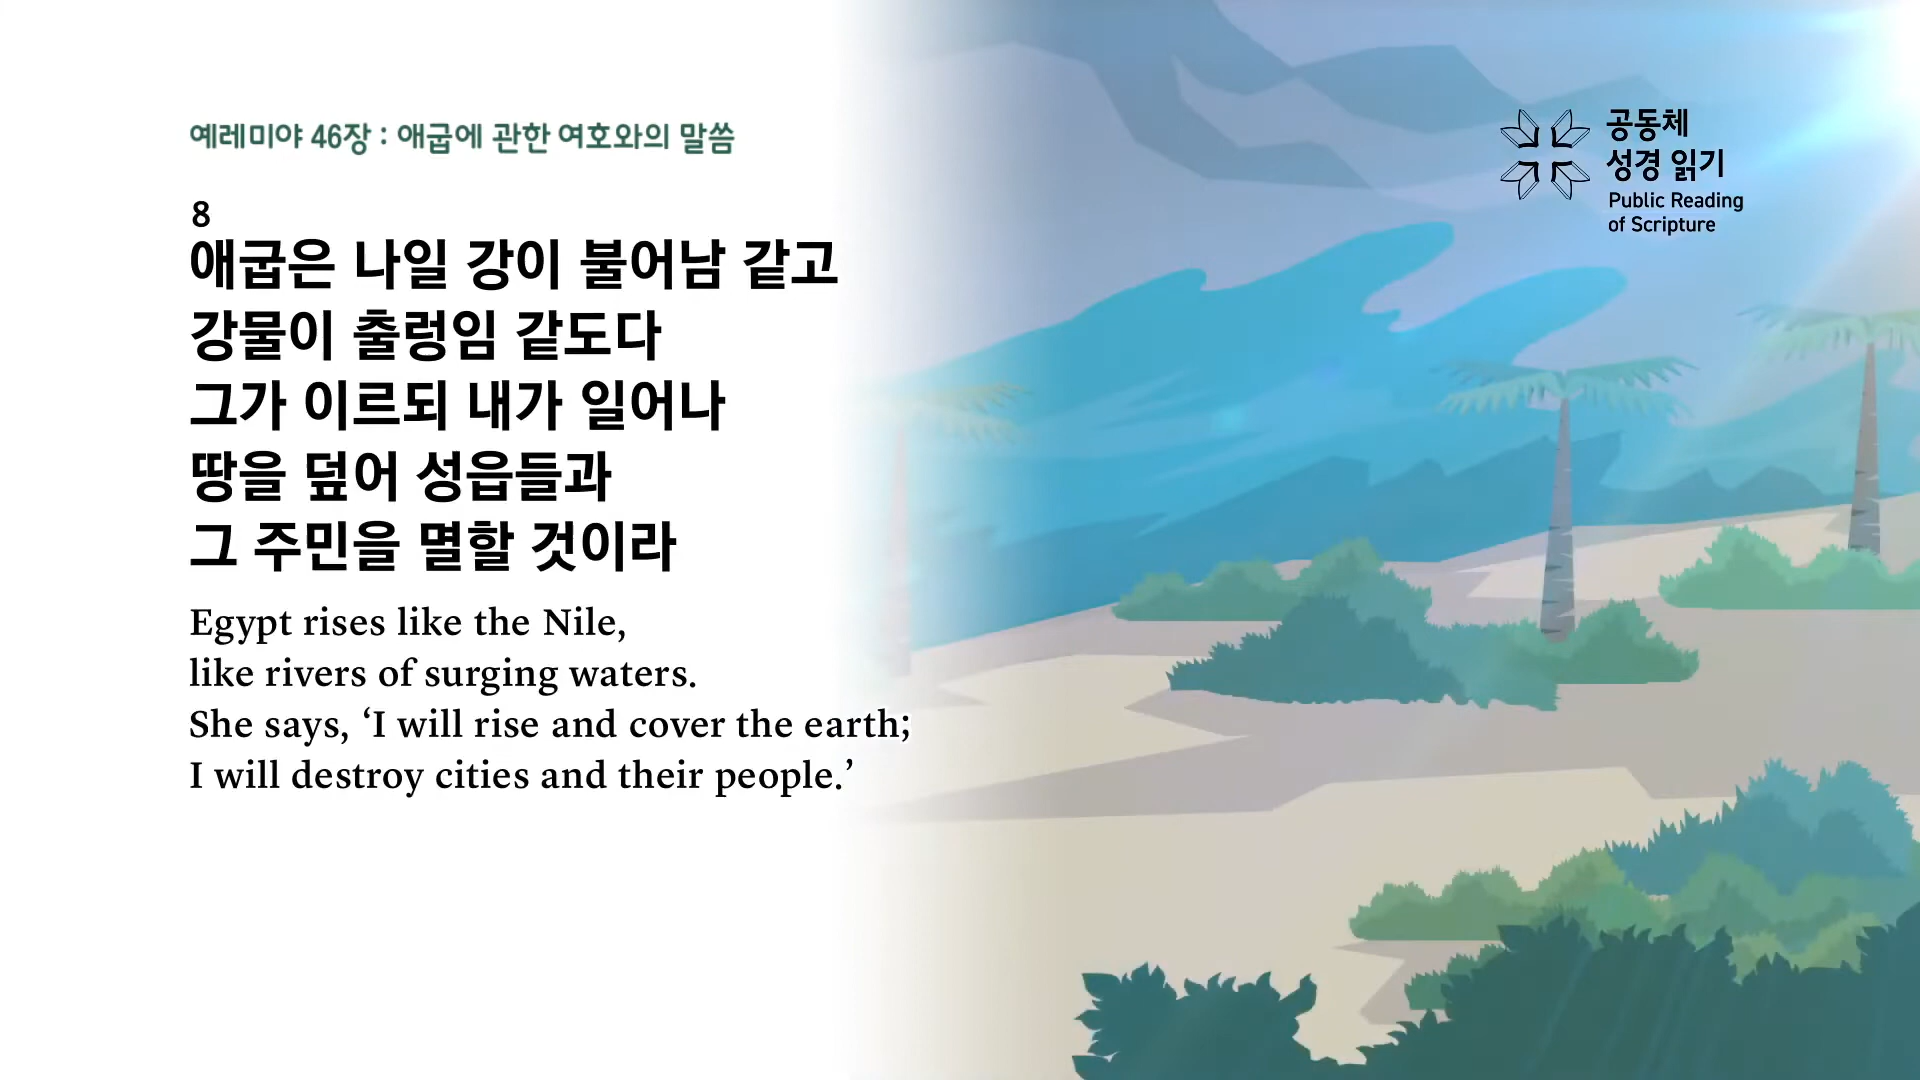 예레미야 46장 : 애굽에 관한 여호와의 말씀
8
애굽은 나일 강이 불어남 같고
강물이 출렁임 같도다
그가 이르되 내가 일어나
땅을 덮어 성읍들과
그 주민을 멸할 것이라
Egypt rises like the Nile,
like rivers of surging waters.
She says, ‘I will rise and cover the earth;
I will destroy cities and their people.’
공동체
성경 읽기
Public Reading
of Scripture